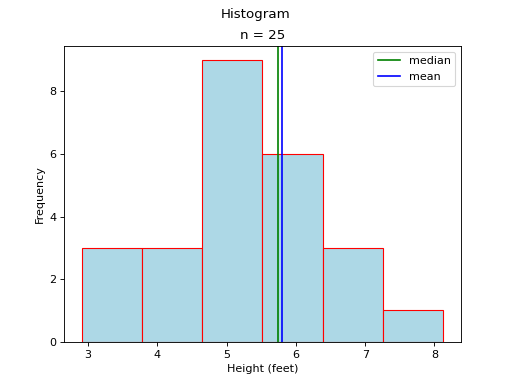 Histogram
n = 25
median
mean
8
6
4
2
0
Frequency
3 4 5 6 7 8
Height (feet)